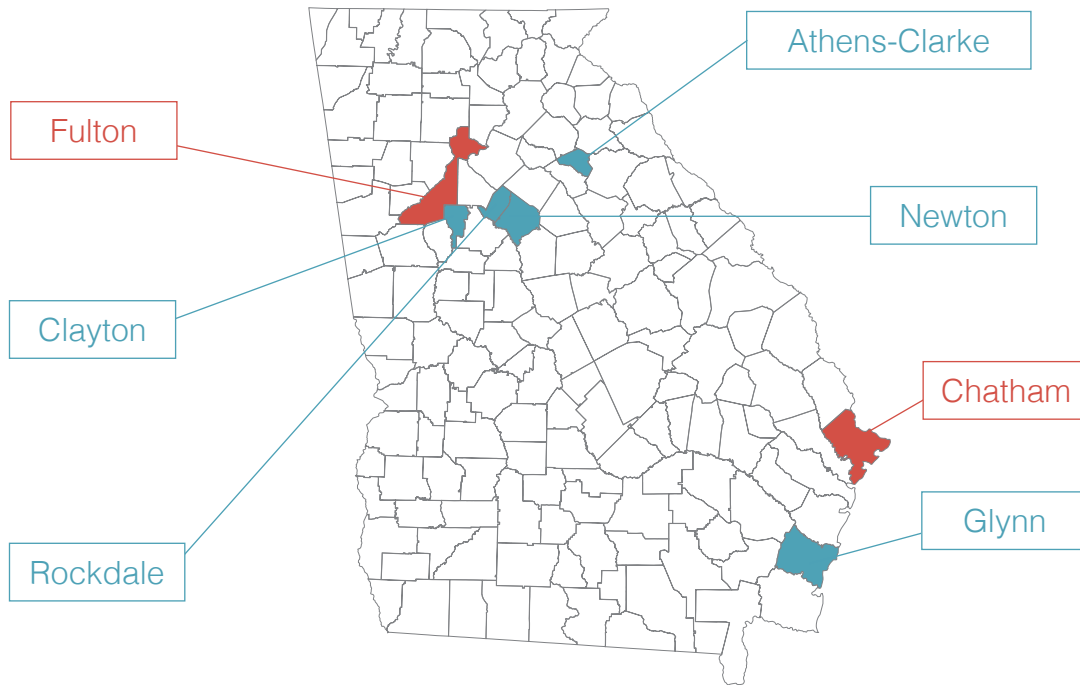 Athens-Clarke
Fulton
Newton
Clayton
Chatham
Glynn
Rockdale